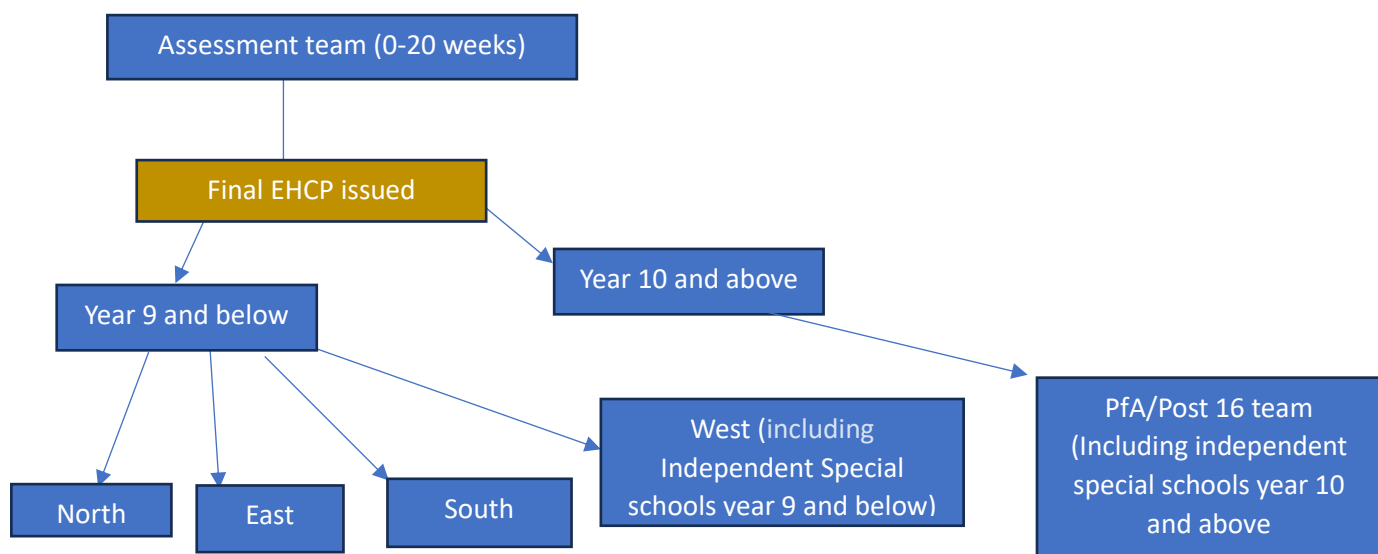 Assessment team (0-20 weeks)
Final EHCP issued
Year 10 and above
Year 9 and below
West (including
Independent Special
schools year 9 and below)
PfA/Post 16 team
(Including independent
special schools year 10
and above
North
East
South